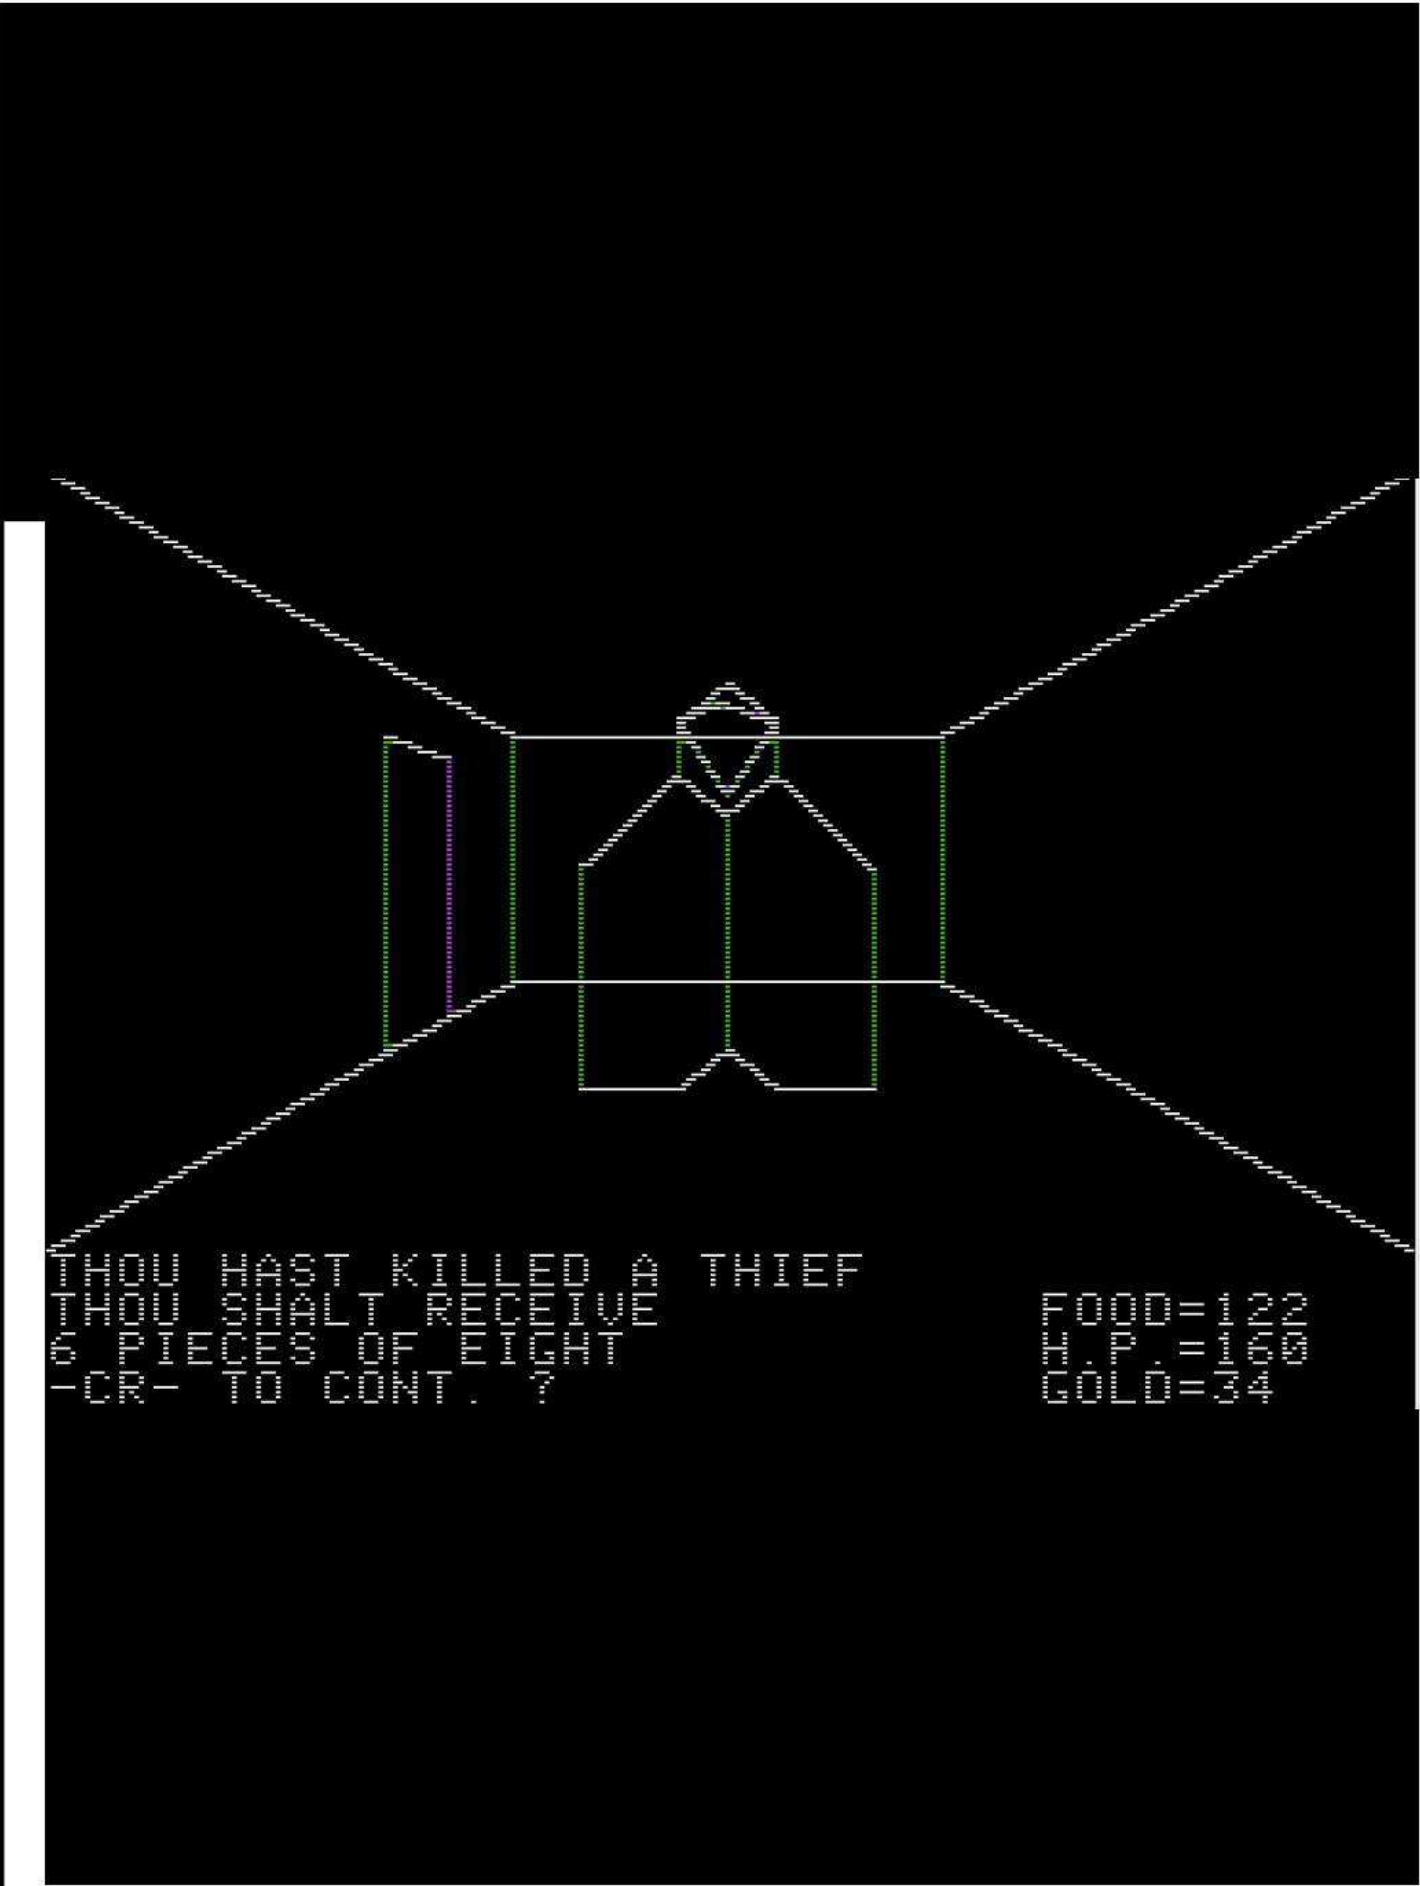 THOU HAST KILLED A THIEF
THOU SHALT RECEIVE
6 PIECES OF EIGHT
-CR- TO CONT. ?
FOOD=122
H.P.=160
GOLD=34